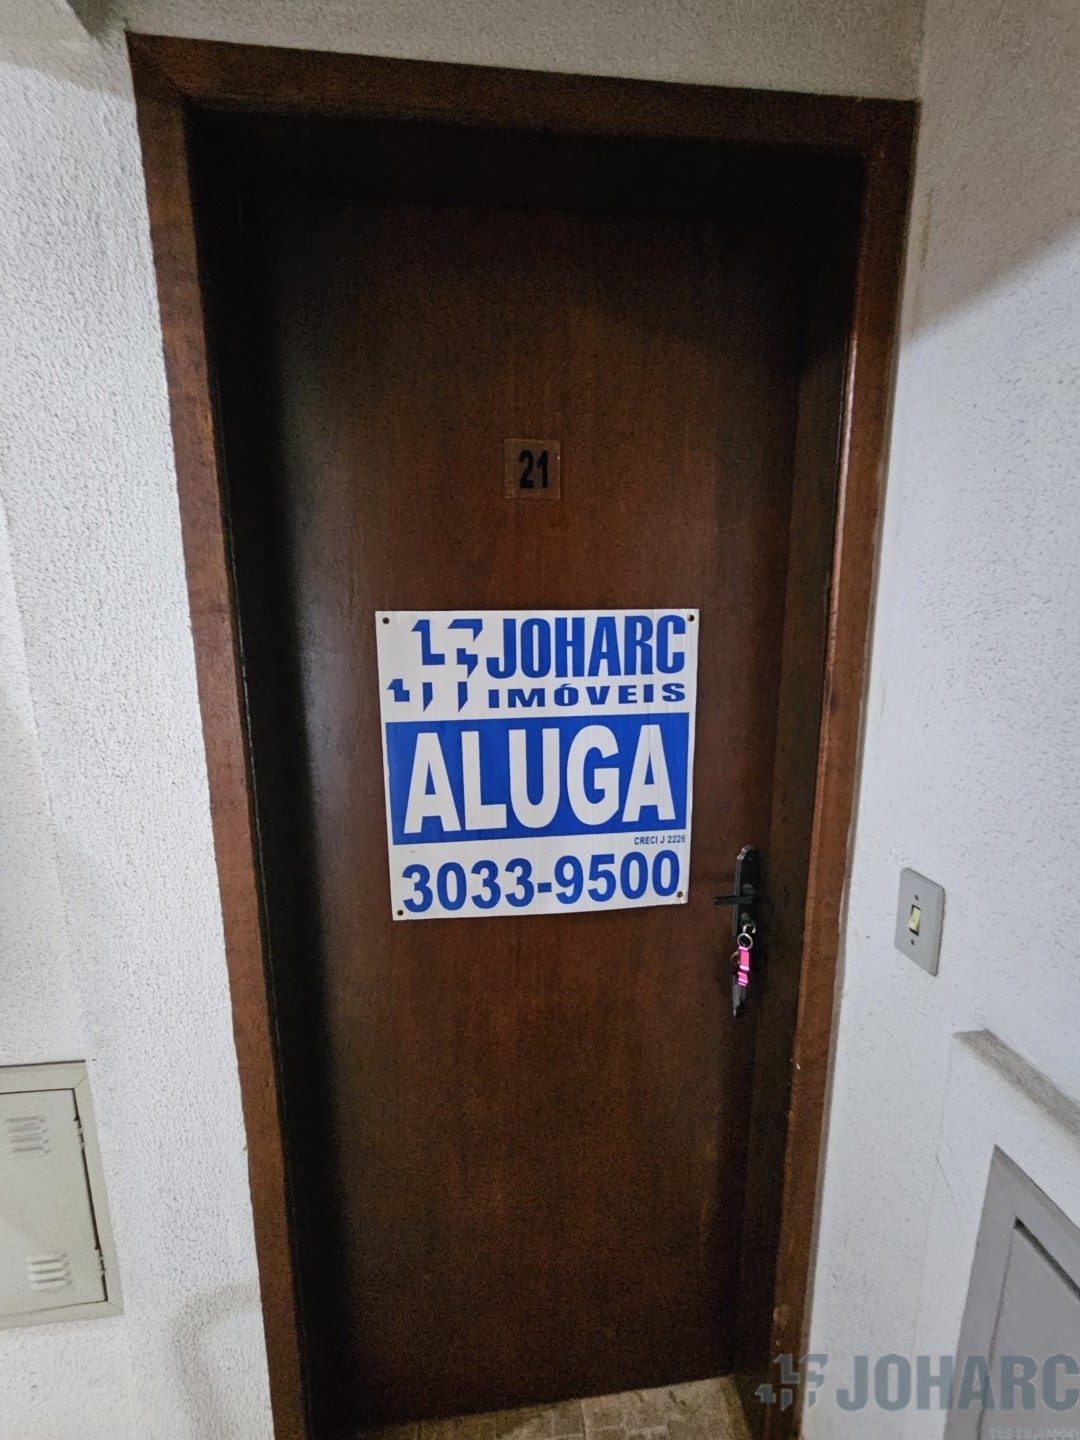 21
JOHARC
IMÓVEIS
ALUGA
CRECI J 2226
3033-9500
JOHARC